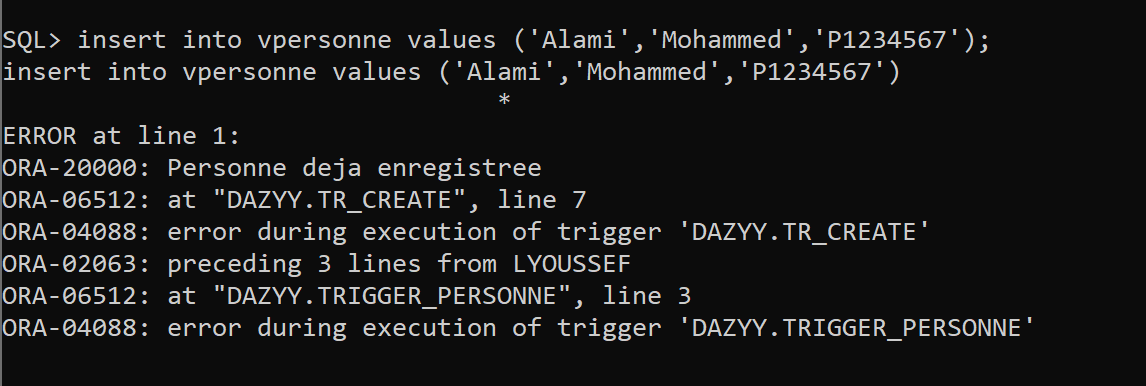 SQL> insert into vpersonne values ('Alami','Mohammed','P1234567');
insert into vpersonne values ('Alami','Mohammed','P1234567')
*
ERROR at line 1:
ORA-20000: Personne deja enregistree
ORA-06512: at "DAZYY.TR_CREATE", line 7
ORA-04088: error during execution of trigger 'DAZYY.TR_CREATE'
ORA-02063: preceding 3 lines from LYOUSSEF
ORA-06512: at "DAZYY.TRIGGER_PERSONNE", line 3
ORA-04088: error during execution of trigger 'DAZYY.TRIGGER_PERSONNE'